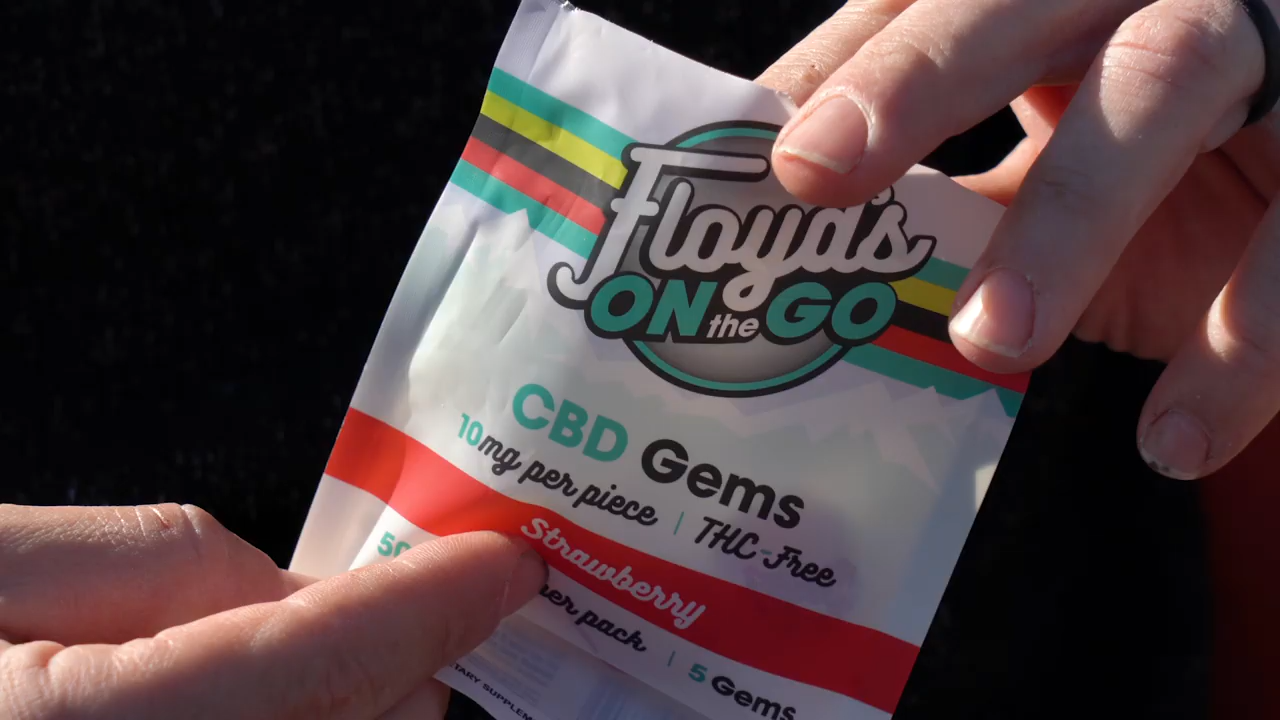 Floyd's
ON the GO
CBD Gems
10mg per piece | THC-Free
Strawberry
per pack | 5 Gems